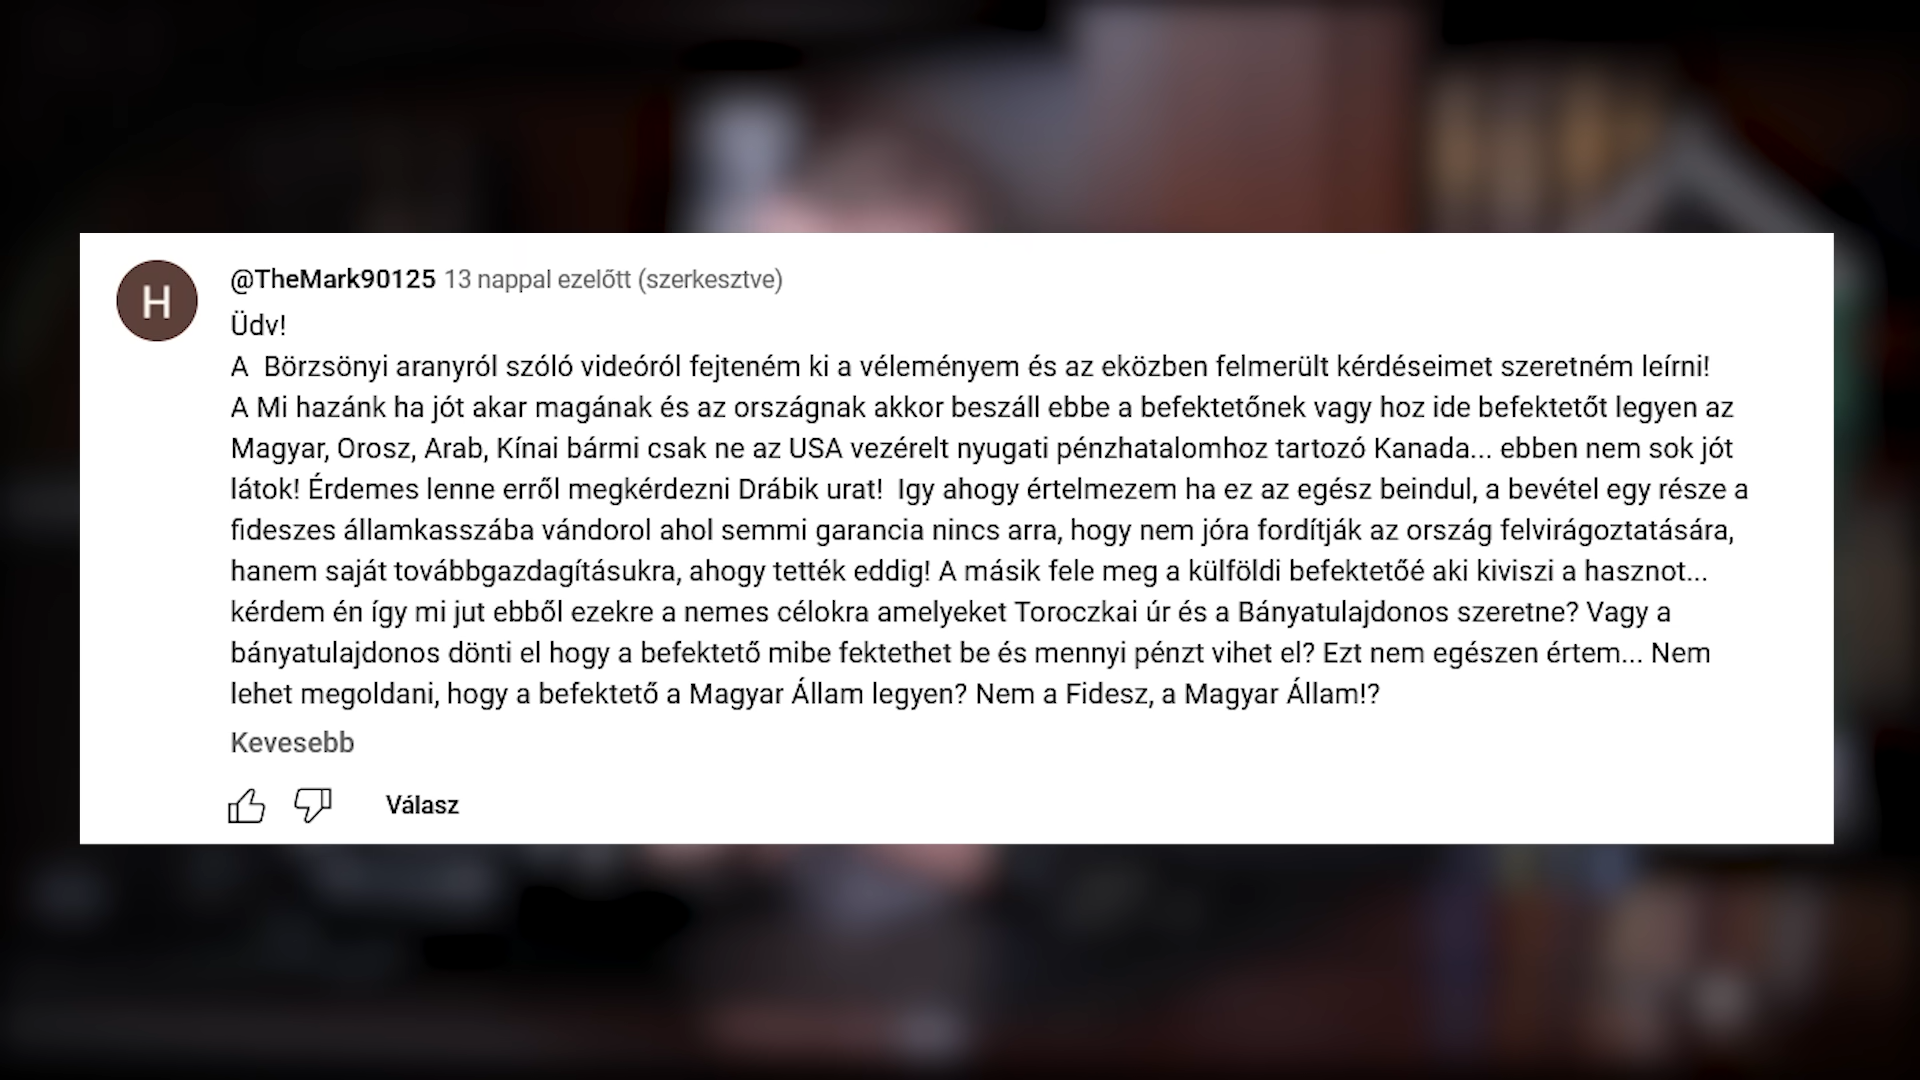 H
@TheMark90125 13 nappal ezelőtt (szerkesztve)
Üdv!
A  Börzsönyi aranyról szóló videóról fejteném ki a véleményem és az eközben felmerült kérdéseimet szeretném leírni!
A Mi hazánk ha jót akar magának és az országnak akkor beszáll ebbe a befektetőnek vagy hoz ide befektetőt legyen az
Magyar, Orosz, Arab, Kínai bármi csak ne az USA vezérelt nyugati pénzhatalomhoz tartozó Kanada... ebben nem sok jót
látok! Érdemes lenne erről megkérdezni Drábik urat!  Igy ahogy értelmezem ha ez az egész beindul, a bevétel egy része a
fideszes államkasszába vándorol ahol semmi garancia nincs arra, hogy nem jóra fordítják az ország felvirágoztatására,
hanem saját továbbgazdagításukra, ahogy tették eddig! A másik fele meg a külföldi befektetőé aki kiviszi a hasznot...
kérdem én így mi jut ebből ezekre a nemes célokra amelyeket Toroczkai úr és a Bányatulajdonos szeretne? Vagy a
bányatulajdonos dönti el hogy a befektető mibe fektethet be és mennyi pénzt vihet el? Ezt nem egészen értem... Nem
lehet megoldani, hogy a befektető a Magyar Állam legyen? Nem a Fidesz, a Magyar Állam!?
Kevesebb
Válasz